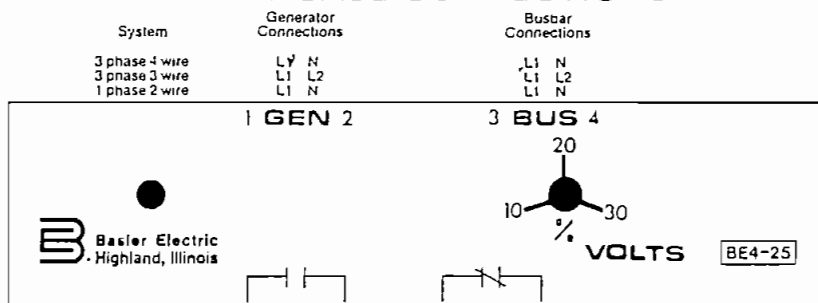 System Generator Connections Busbar Connections
3 phase 4 wire L1 N L1 N
3 phase 3 wire L1 L2 L1 L2
1 phase 2 wire L1 N L1 N
1 GEN 2 3 BUS 4
20
10 30
%
VOLTS BE4-25
Basler Electric
Highland, Illinois